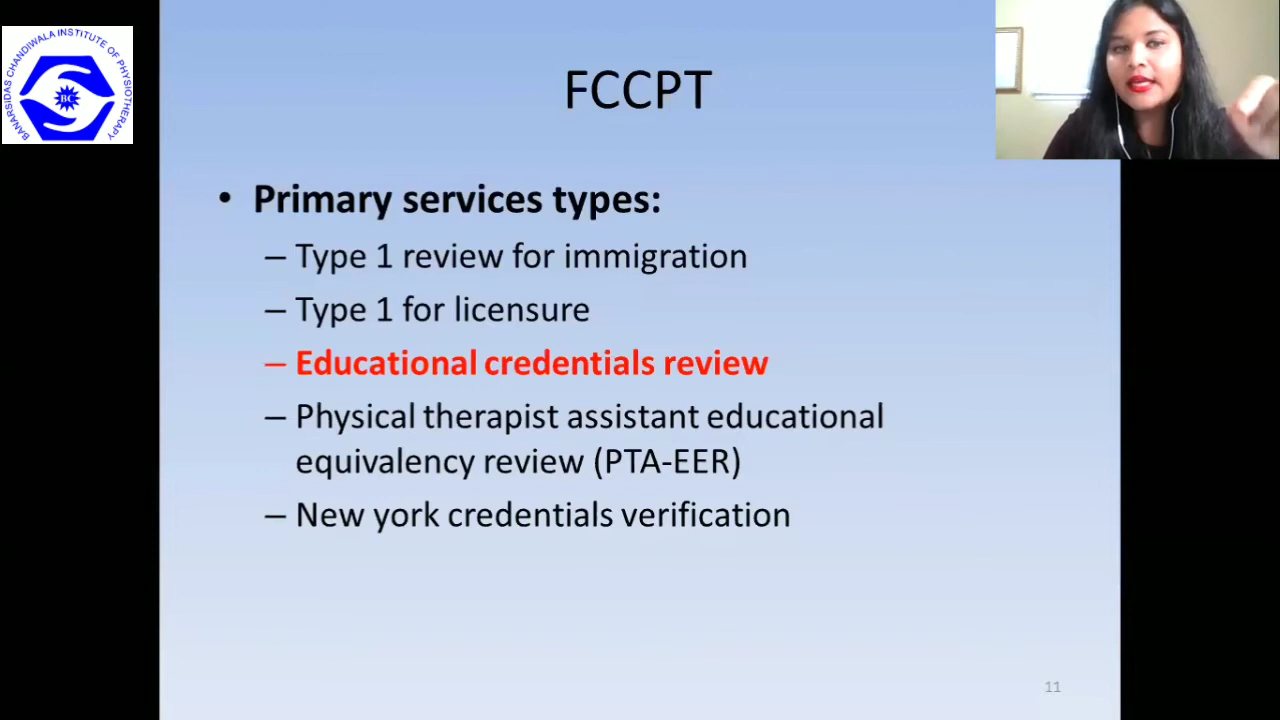 BANARSIDAS CHANDIWALA INSTITUTE OF PHYSIOTHERAPY
BC
FCCPT
• Primary services types:
– Type 1 review for immigration
– Type 1 for licensure
– Educational credentials review
– Physical therapist assistant educational
equivalency review (PTA-EER)
– New york credentials verification
11